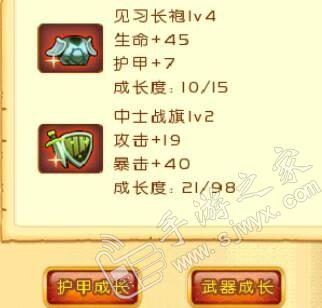 见习长袍lv4
生命+45
护甲+7
成长度：10/15
中士战旗lv2
攻击+19
暴击+40
成长度：21/98
手游之家
www.sjwyx.com
护甲成长
武器成长